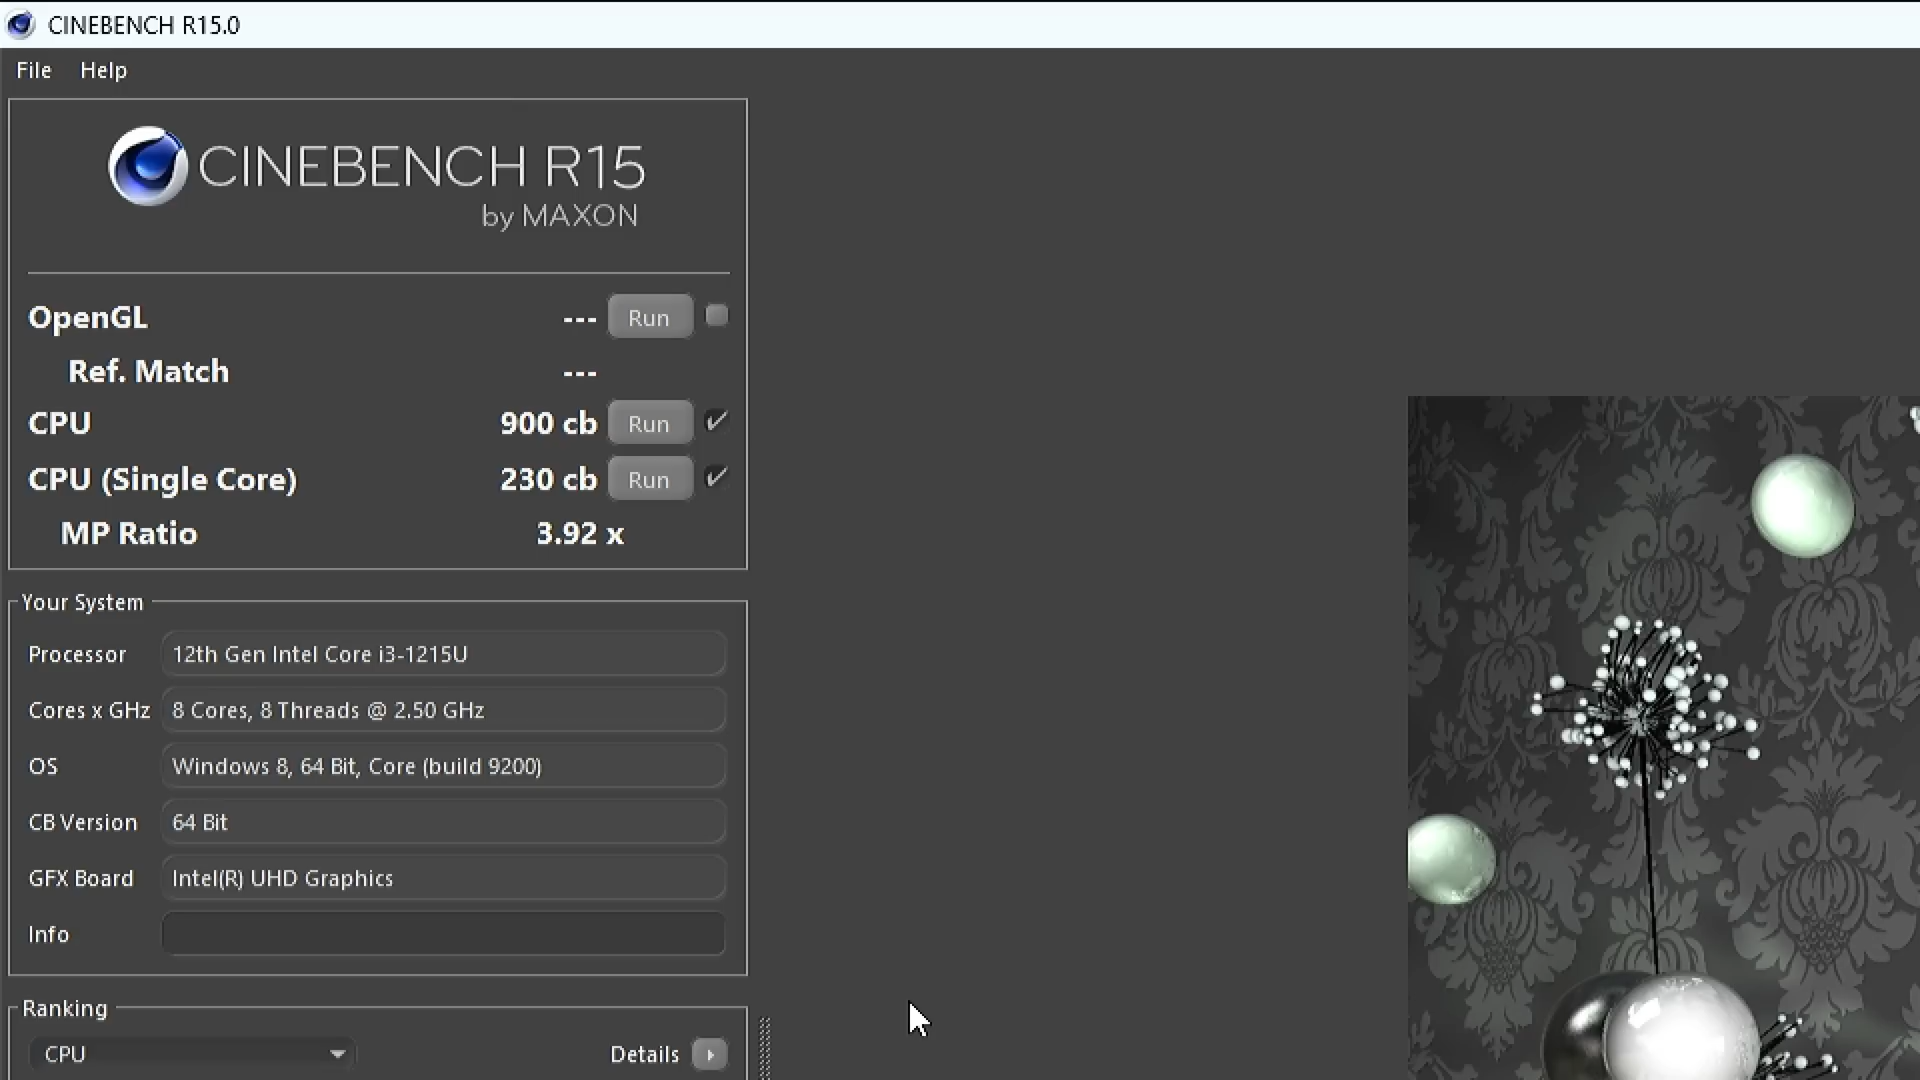 CINEBENCH R15.0
File Help
CINEBENCH R15
by MAXON
OpenGL --- Run
Ref. Match ---
CPU 900 cb Run
CPU (Single Core) 230 cb Run
MP Ratio 3.92 x
Your System
Processor 12th Gen Intel Core i3-1215U
Cores x GHz 8 Cores, 8 Threads @ 2.50 GHz
OS Windows 8, 64 Bit, Core (build 9200)
CB Version 64 Bit
GFX Board Intel(R) UHD Graphics
Info
Ranking
CPU Details